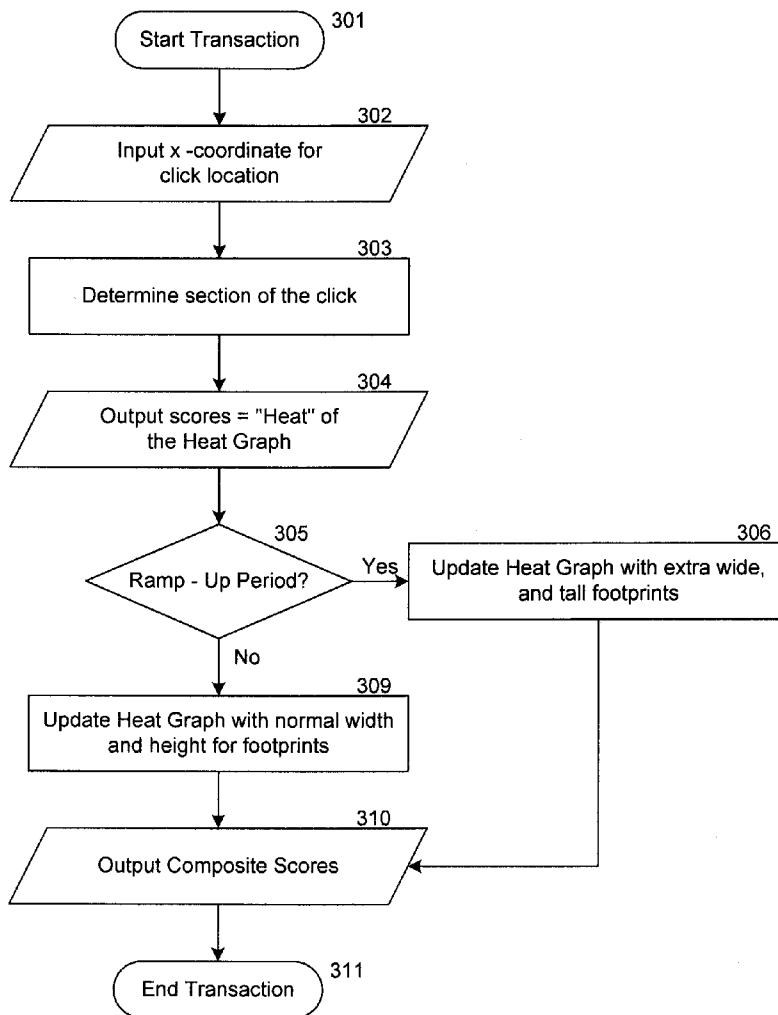 301
Start Transaction
302
Input x -coordinate for
click location
303
Determine section of the click
304
Output scores = "Heat" of
the Heat Graph
305
Ramp - Up Period?
Yes
306
Update Heat Graph with extra wide,
and tall footprints
No
309
Update Heat Graph with normal width
and height for footprints
310
Output Composite Scores
311
End Transaction